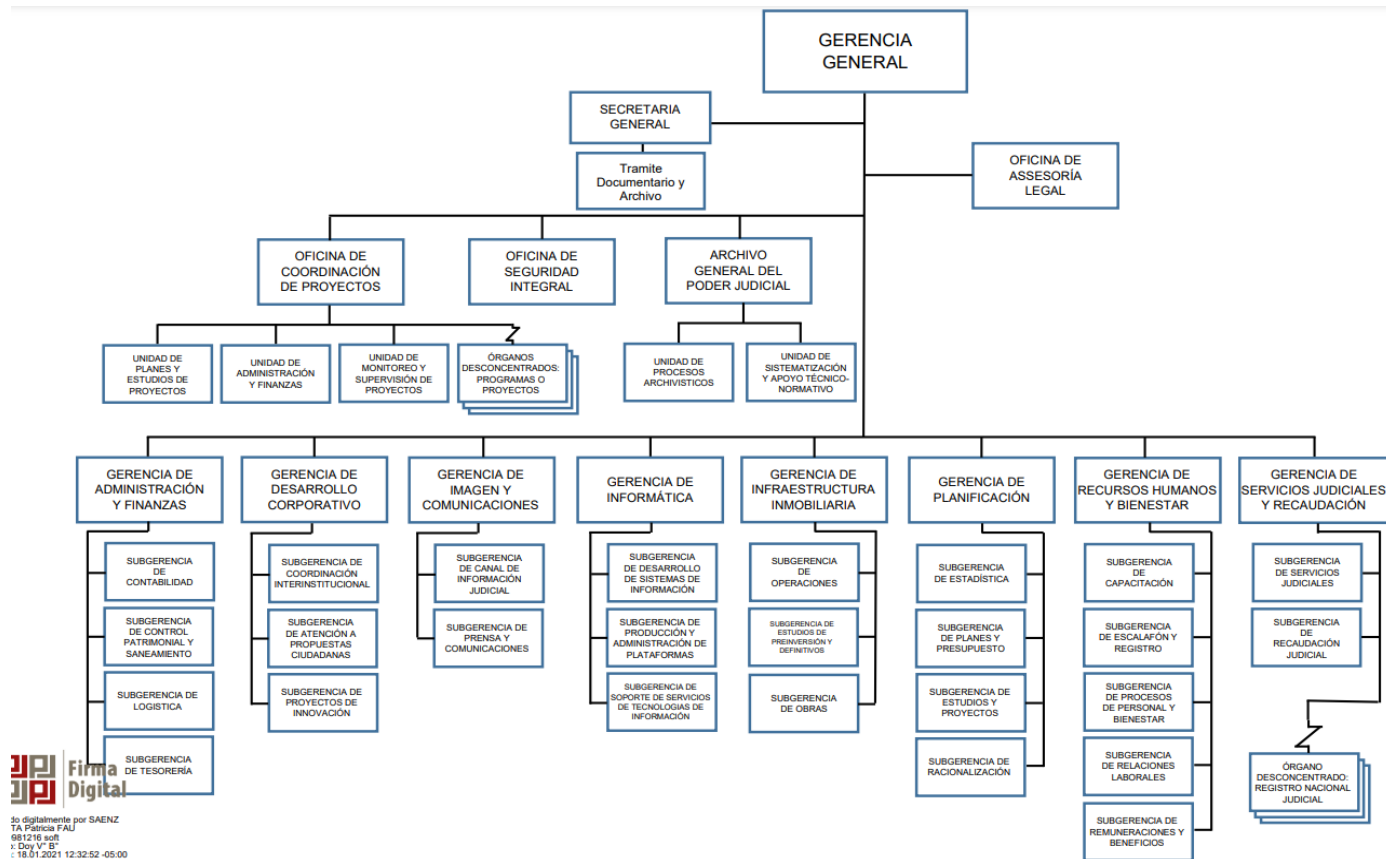 GERENCIA
GENERAL
SECRETARIA
GENERAL
Tramite
Documentario y
Archivo
OFICINA DE
ASSESORÍA
LEGAL
OFICINA DE
COORDINACIÓN
DE PROYECTOS
OFICINA DE
SEGURIDAD
INTEGRAL
ARCHIVO
GENERAL DEL
PODER JUDICIAL
UNIDAD DE
PLANES Y
ESTUDIOS DE
PROYECTOS
UNIDAD DE
ADMINISTRACIÓN
Y FINANZAS
UNIDAD DE
MONITOREO Y
SUPERVISIÓN DE
PROYECTOS
ÓRGANOS
DESCONCENTRADOS:
PROGRAMAS O
PROYECTOS
UNIDAD DE
PROCESOS
ARCHIVISTICOS
UNIDAD DE
SISTEMATIZACIÓN
Y APOYO TÉCNICO-
NORMATIVO
GERENCIA DE
ADMINISTRACIÓN
Y FINANZAS
SUBGERENCIA
DE
CONTABILIDAD
SUBGERENCIA
DE CONTROL
PATRIMONIAL Y
SANEAMIENTO
SUBGERENCIA DE
LOGISTICA
SUBGERENCIA
DE TESORERÍA
GERENCIA DE
DESARROLLO
CORPORATIVO
SUBGERENCIA DE
COORDINACIÓN
INTERINSTITUCIONAL
SUBGERENCIA
DE ATENCIÓN A
PROPUESTAS
CIUDADANAS
SUBGERENCIA DE
PROYECTOS DE
INNOVACIÓN
GERENCIA DE
IMAGEN Y
COMUNICACIONES
SUBGERENCIA
DE CANAL DE
INFORMACIÓN
JUDICIAL
SUBGERENCIA DE
PRENSA Y
COMUNICACIONES
GERENCIA DE
INFORMÁTICA
SUBGERENCIA
DE DESARROLLO
DE SISTEMAS DE
INFORMACIÓN
SUBGERENCIA DE
PRODUCCIÓN Y
ADMINISTRACIÓN DE
PLATAFORMAS
SUBGERENCIA DE
SOPORTE DE SERVICIOS
DE TECNOLOGIAS DE
INFORMACIÓN
GERENCIA DE
INFRAESTRUCTURA
INMOBILIARIA
SUBGERENCIA
DE
OPERACIONES
SUBGERENCIA DE
ESTUDIOS DE
PREINVERSIÓN Y
DEFINITIVOS
SUBGERENCIA
DE OBRAS
GERENCIA DE
PLANIFICACIÓN
SUBGERENCIA
DE ESTADÍSTICA
SUBGERENCIA
DE PLANES Y
PRESUPUESTO
SUBGERENCIA DE
ESTUDIOS Y
PROYECTOS
SUBGERENCIA DE
RACIONALIZACIÓN
GERENCIA DE
RECURSOS HUMANOS
Y BIENESTAR
SUBGERENCIA
DE
CAPACITACIÓN
SUBGERENCIA
DE ESCALAFÓN Y
REGISTRO
SUBGERENCIA
DE PROCESOS
DE PERSONAL Y
BIENESTAR
SUBGERENCIA
DE RELACIONES
LABORALES
SUBGERENCIA DE
REMUNERACIONES Y
BENEFICIOS
GERENCIA DE
SERVICIOS JUDICIALES
Y RECAUDACIÓN
SUBGERENCIA
DE SERVICIOS
JUDICIALES
SUBGERENCIA
DE
RECAUDACIÓN
JUDICIAL
ÓRGANO
DESCONCENTRADO:
REGISTRO NACIONAL
JUDICIAL
Firma
Digital
do digitalmente por SAENZ
TA Patricia FAU
981216 soft
: Doy V° B°
: 18.01.2021 12:32:52 -05:00